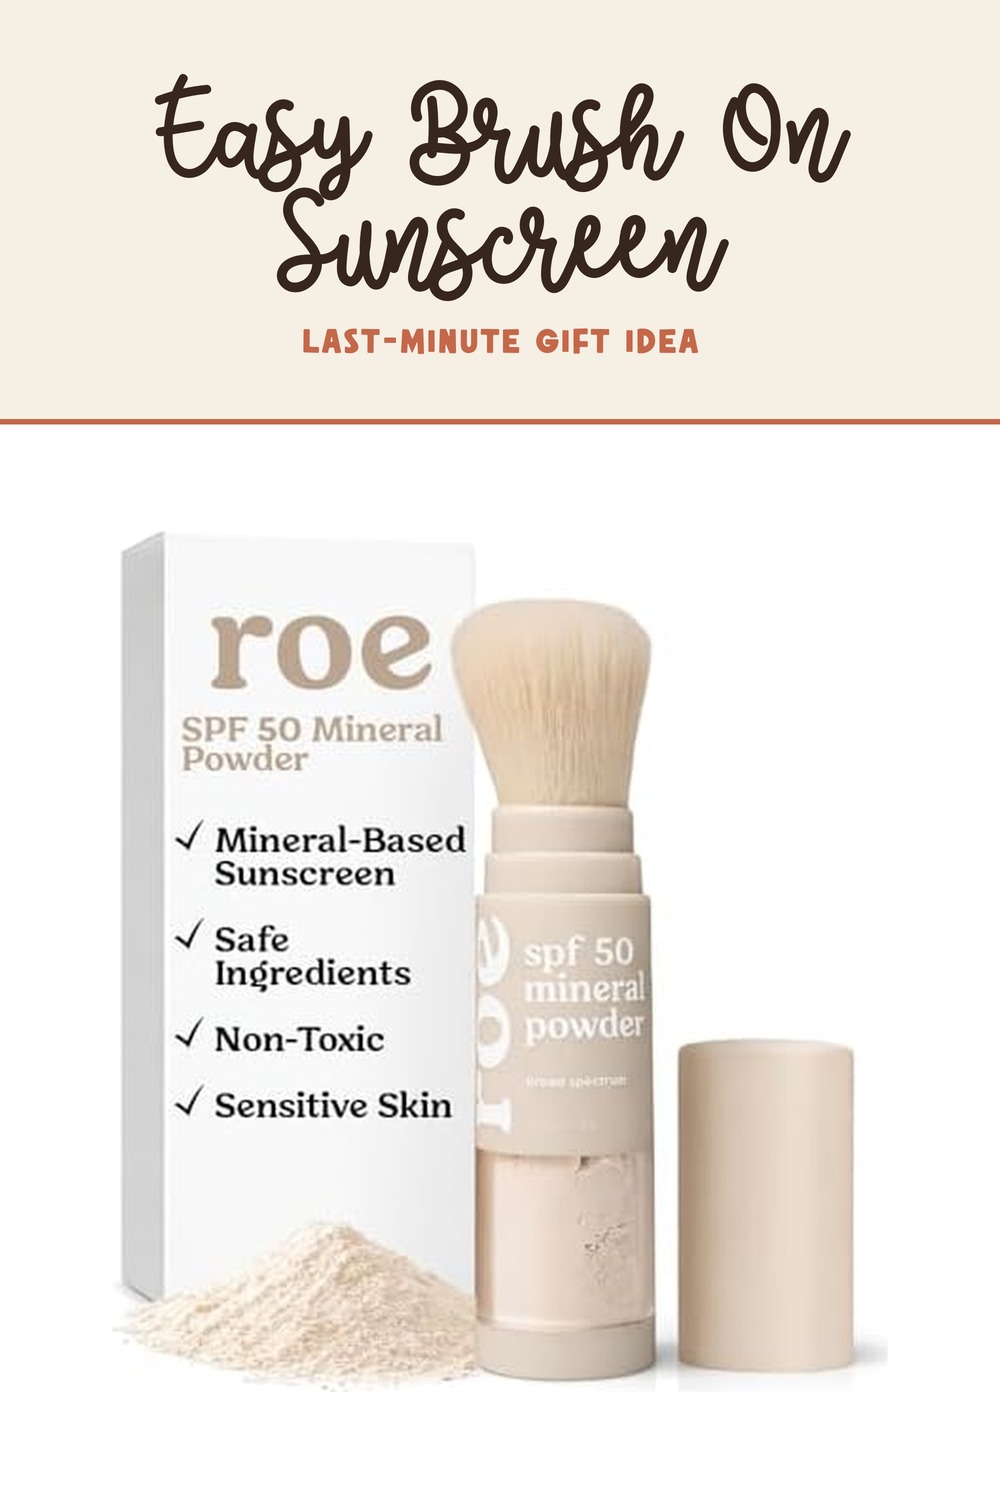 Easy Brush On
Sunscreen
LAST-MINUTE GIFT IDEA
roe
SPF 50 Mineral
Powder
✓ Mineral-Based
Sunscreen
✓ Safe
Ingredients
✓ Non-Toxic
✓ Sensitive Skin
roe
spf 50
mineral
powder
broad spectrum